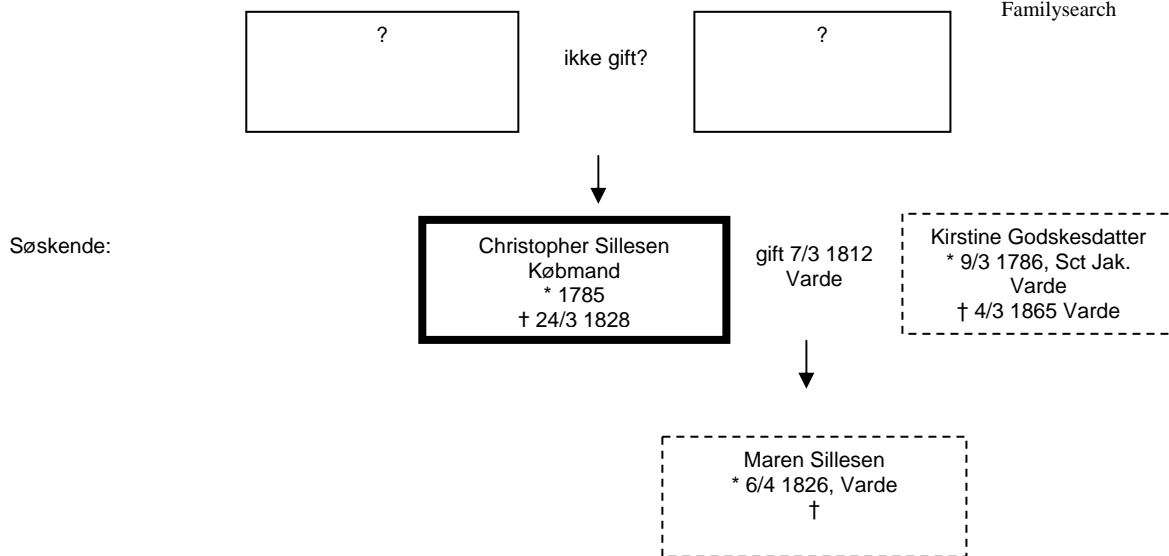 Familysearch
?
ikke gift?
?
Søskende:
Christopher Sillesen
Købmand
* 1785
† 24/3 1828
gift 7/3 1812
Varde
Kirstine Godskesdatter
* 9/3 1786, Sct Jak.
Varde
† 4/3 1865 Varde
Maren Sillesen
* 6/4 1826, Varde
†